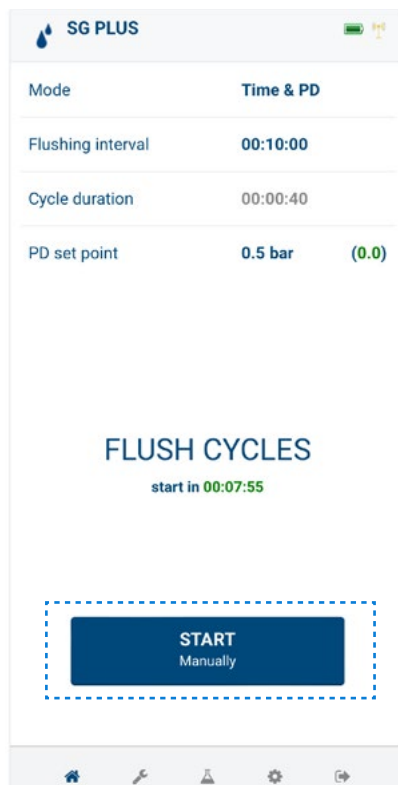 SG PLUS
Mode Time & PD
Flushing interval 00:10:00
Cycle duration 00:00:40
PD set point 0.5 bar (0.0)
FLUSH CYCLES
start in 00:07:55
START
Manually